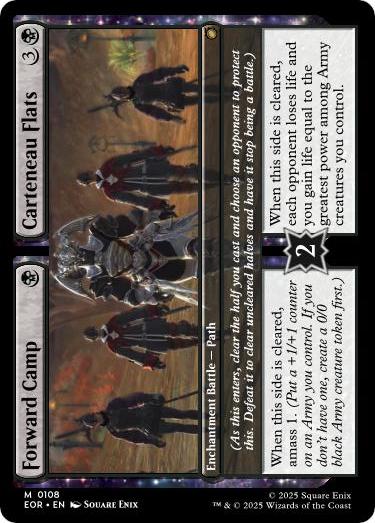 Forward Camp
Carteneau Flats 3
Enchantment Battle — Path
(As this enters, clear the half you cast and choose an opponent to protect
this. Defeat it to clear uncleared halves and have it stop being a battle.)
When this side is cleared,
amass 1. (Put a +1/+1 counter
on an Army you control. If you
don't have one, create a 0/0
black Army creature token first.)
2
When this side is cleared,
each opponent loses life and
you gain life equal to the
greatest power among Army
creatures you control.
M 0108
EOR • EN SQUARE ENIX
© 2025 Square Enix
™ & © 2025 Wizards of the Coast